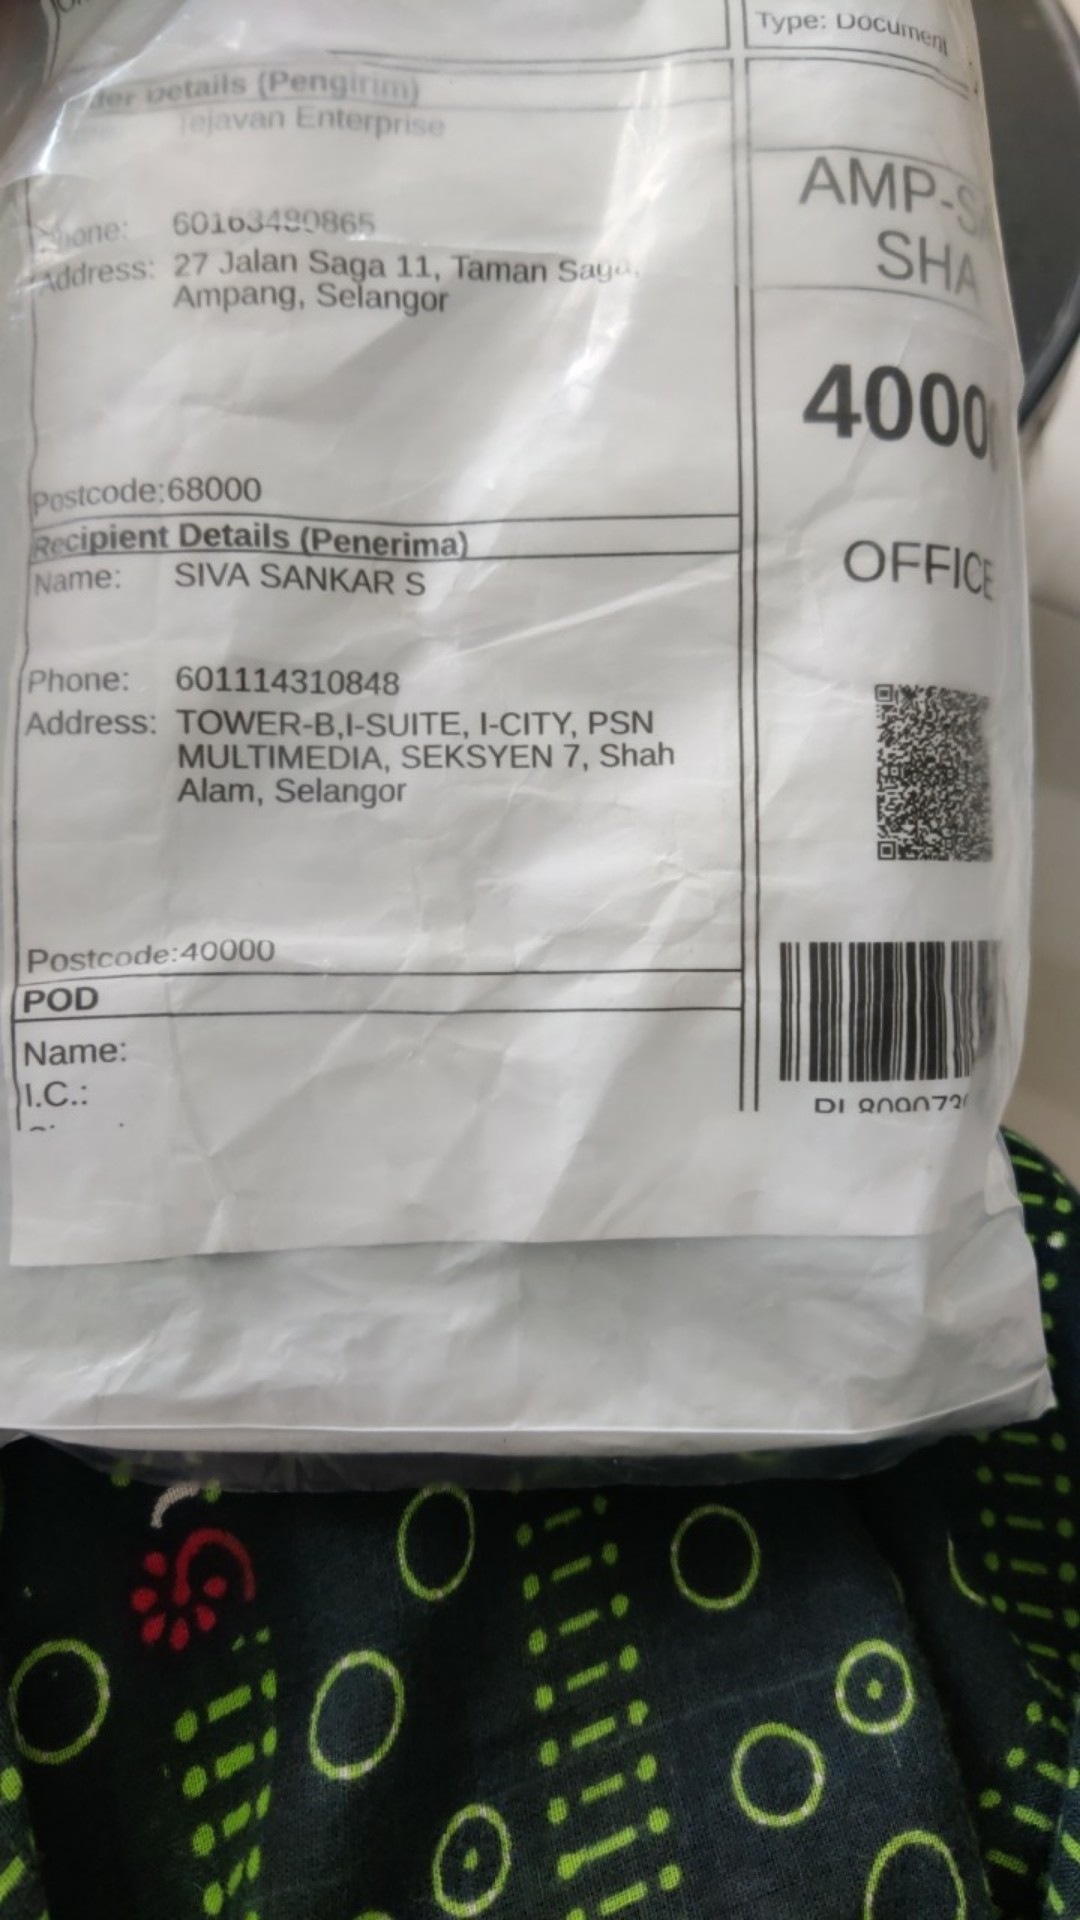 Type: Document
der Details (Pengirim)
Tejavan Enterprise
Phone: 60163480865
Address: 27 Jalan Saga 11, Taman Saga,
Ampang, Selangor
Postcode:68000
Recipient Details (Penerima)
Name: SIVA SANKAR S
Phone: 601114310848
Address: TOWER-B,I-SUITE, I-CITY, PSN
MULTIMEDIA, SEKSYEN 7, Shah
Alam, Selangor
Postcode:40000
POD
Name:
I.C.:
AMP-S
SHA
4000
OFFICE